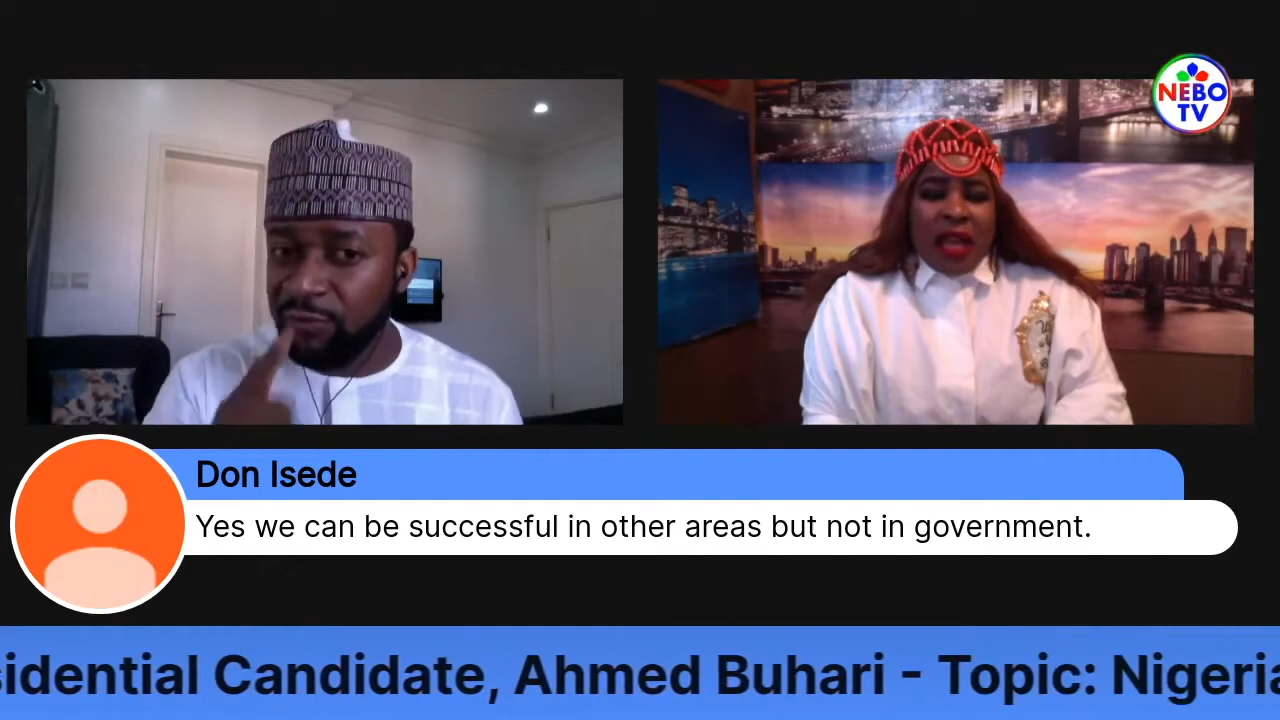 NEBO
TV
Don Isede
Yes we can be successful in other areas but not in government.
sidential Candidate, Ahmed Buhari - Topic: Nigeria